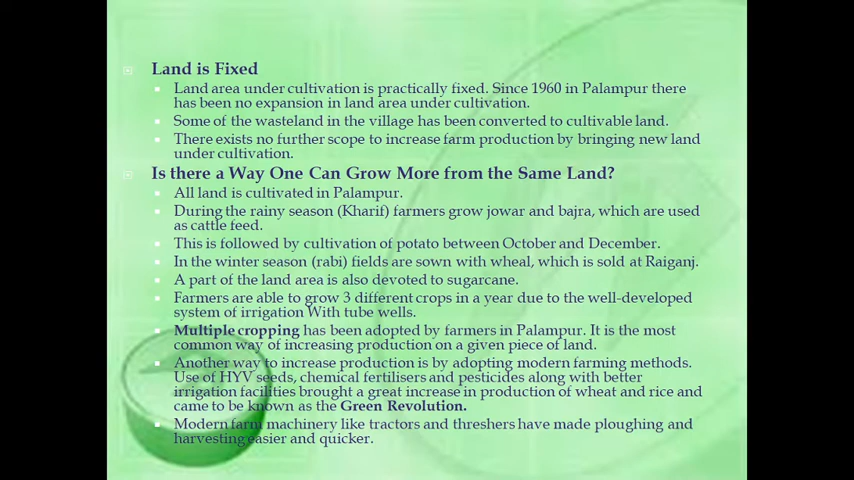 Land is Fixed
Land area under cultivation is practically fixed. Since 1960 in Palampur there
has been no expansion in land area under cultivation.
Some of the wasteland in the village has been converted to cultivable land.
There exists no further scope to increase farm production by bringing new land
under cultivation.
Is there a Way One Can Grow More from the Same Land?
All land is cultivated in Palampur.
During the rainy season (Kharif) farmers grow jowar and bajra, which are used
as cattle feed.
This is followed by cultivation of potato between October and December.
In the winter season (rabi) fields are sown with wheal, which is sold at Raiganj.
A part of the land area is also devoted to sugarcane.
Farmers are able to grow 3 different crops in a year due to the well-developed
system of irrigation With tube wells.
Multiple cropping has been adopted by farmers in Palampur. It is the most
common way of increasing production on a given piece of land.
Another way to increase production is by adopting modern farming methods.
Use of HYV seeds, chemical fertilisers and pesticides along with better
irrigation facilities brought a great increase in production of wheat and rice and
came to be known as the Green Revolution.
Modern farm machinery like tractors and threshers have made ploughing and
harvesting easier and quicker.